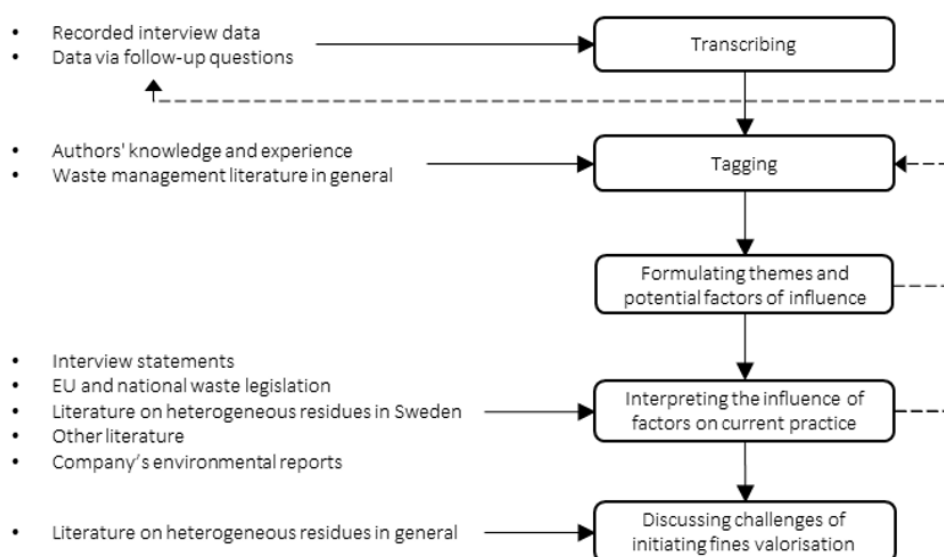 • Recorded interview data
• Data via follow-up questions
Transcribing
• Authors' knowledge and experience
• Waste management literature in general
Tagging
Formulating themes and
potential factors of influence
• Interview statements
• EU and national waste legislation
• Literature on heterogeneous residues in Sweden
• Other literature
• Company's environmental reports
Interpreting the influence of
factors on current practice
• Literature on heterogeneous residues in general
Discussing challenges of
initiating fines valorisation